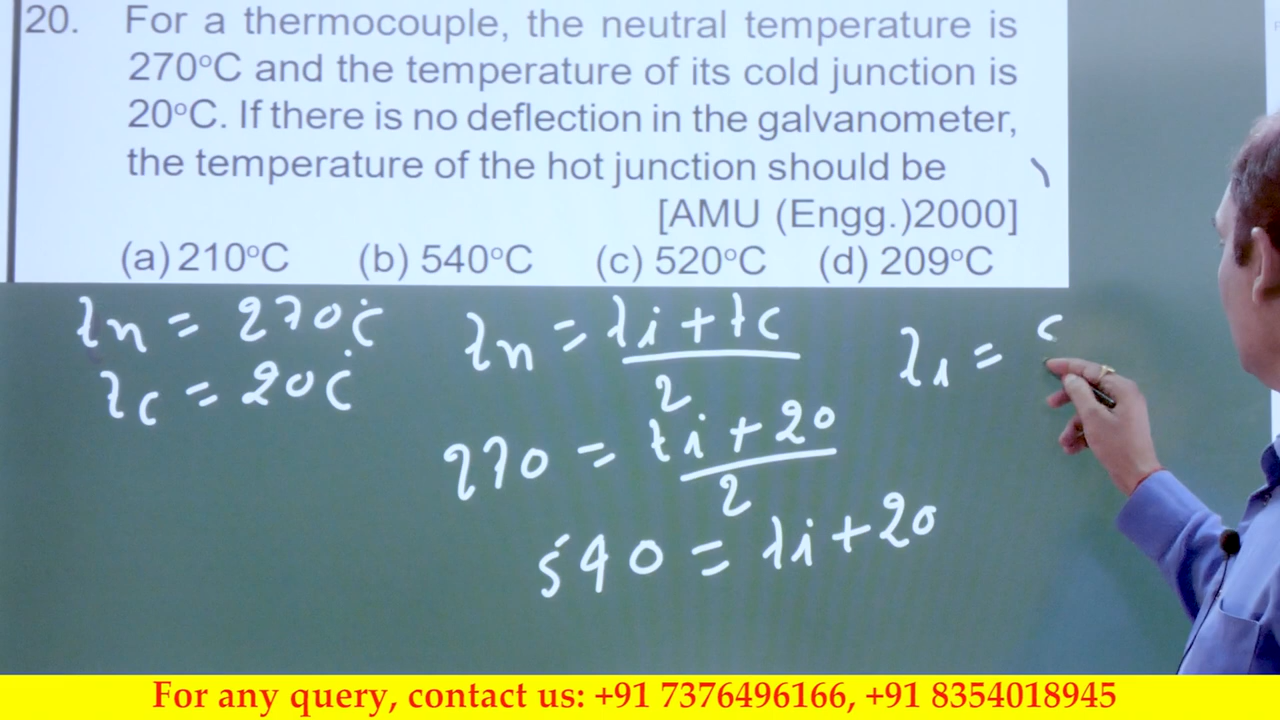 20. For a thermocouple, the neutral temperature is
270°C and the temperature of its cold junction is
20°C. If there is no deflection in the galvanometer,
the temperature of the hot junction should be
[AMU (Engg.)2000]
(a) 210°C (b) 540°C (c) 520°C (d) 209°C
tn = 270°C
tc = 20°C
tn = ti + tc / 2
270 = ti + 20 / 2
540 = ti + 20
ti =
For any query, contact us: +91 7376496166, +91 8354018945